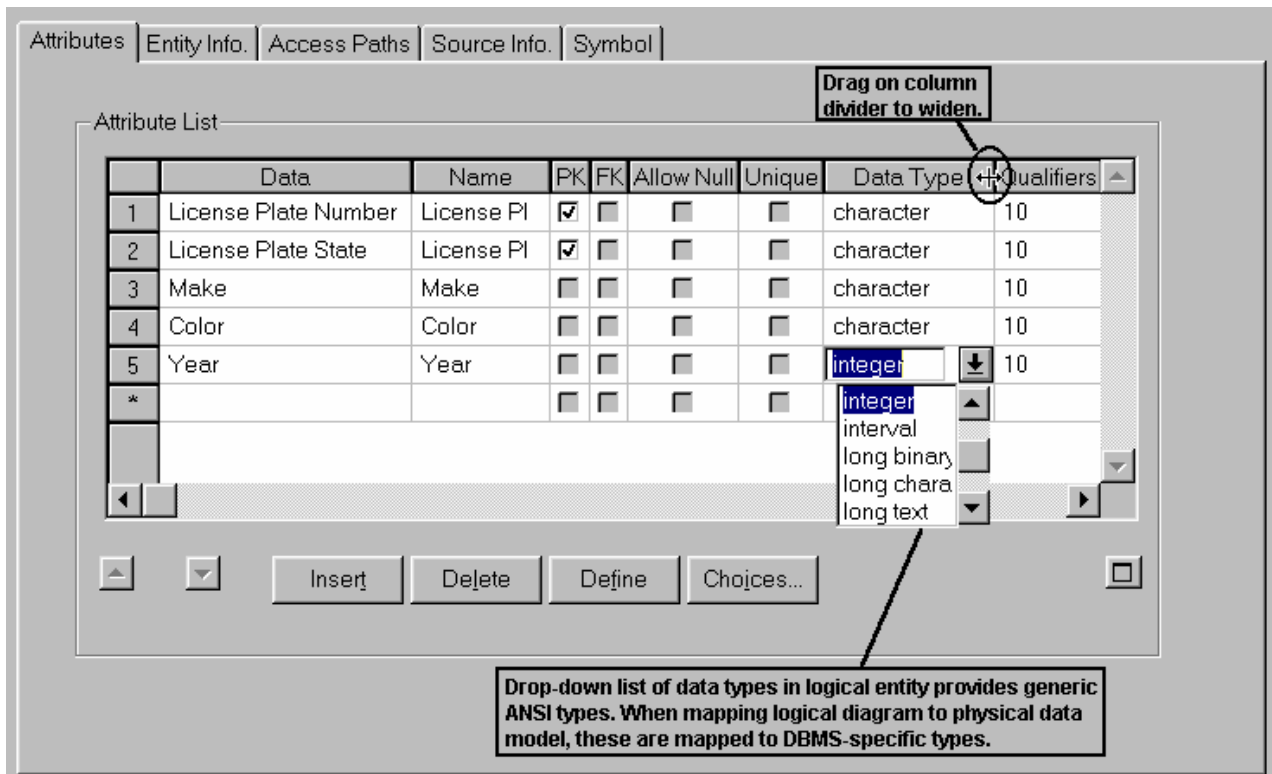 Attributes Entity Info. Access Paths Source Info. Symbol
Drag on column
divider to widen.
Attribute List
Data Name PK FK Allow Null Unique Data Type Qualifiers
1 License Plate Number License Pl character 10
2 License Plate State License Pl character 10
3 Make Make character 10
4 Color Color character 10
5 Year Year integer 10
*
integer
interval
long binary
long chara
long text
Insert Delete Define Choices...
Drop-down list of data types in logical entity provides generic
ANSI types. When mapping logical diagram to physical data
model, these are mapped to DBMS-specific types.